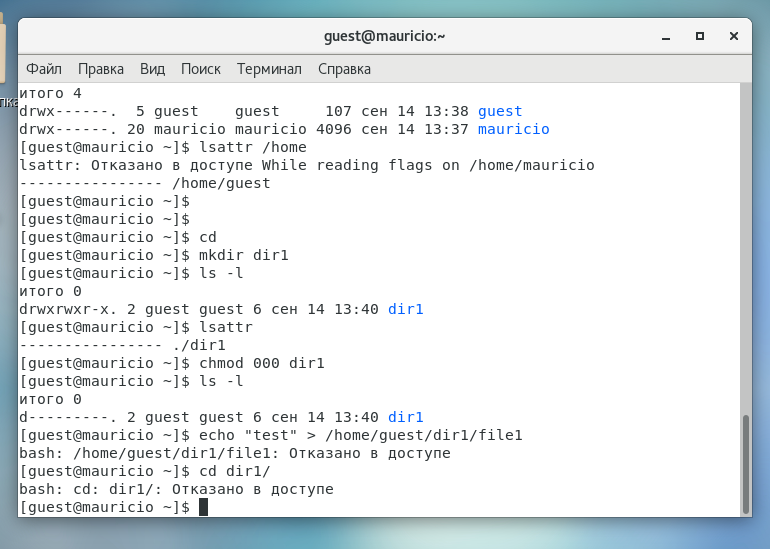 guest@mauricio:~
Файл Правка Вид Поиск Терминал Справка
итого 4
drwx------.  5 guest    guest     107 сен 14 13:38 guest
drwx------. 20 mauricio mauricio 4096 сен 14 13:37 mauricio
[guest@mauricio ~]$ lsattr /home
lsattr: Отказано в доступе While reading flags on /home/mauricio
---------------- /home/guest
[guest@mauricio ~]$
[guest@mauricio ~]$
[guest@mauricio ~]$ cd
[guest@mauricio ~]$ mkdir dir1
[guest@mauricio ~]$ ls -l
итого 0
drwxrwxr-x. 2 guest guest 6 сен 14 13:40 dir1
[guest@mauricio ~]$ lsattr
---------------- ./dir1
[guest@mauricio ~]$ chmod 000 dir1
[guest@mauricio ~]$ ls -l
итого 0
d---------. 2 guest guest 6 сен 14 13:40 dir1
[guest@mauricio ~]$ echo "test" > /home/guest/dir1/file1
bash: /home/guest/dir1/file1: Отказано в доступе
[guest@mauricio ~]$ cd dir1/
bash: cd: dir1/: Отказано в доступе
[guest@mauricio ~]$